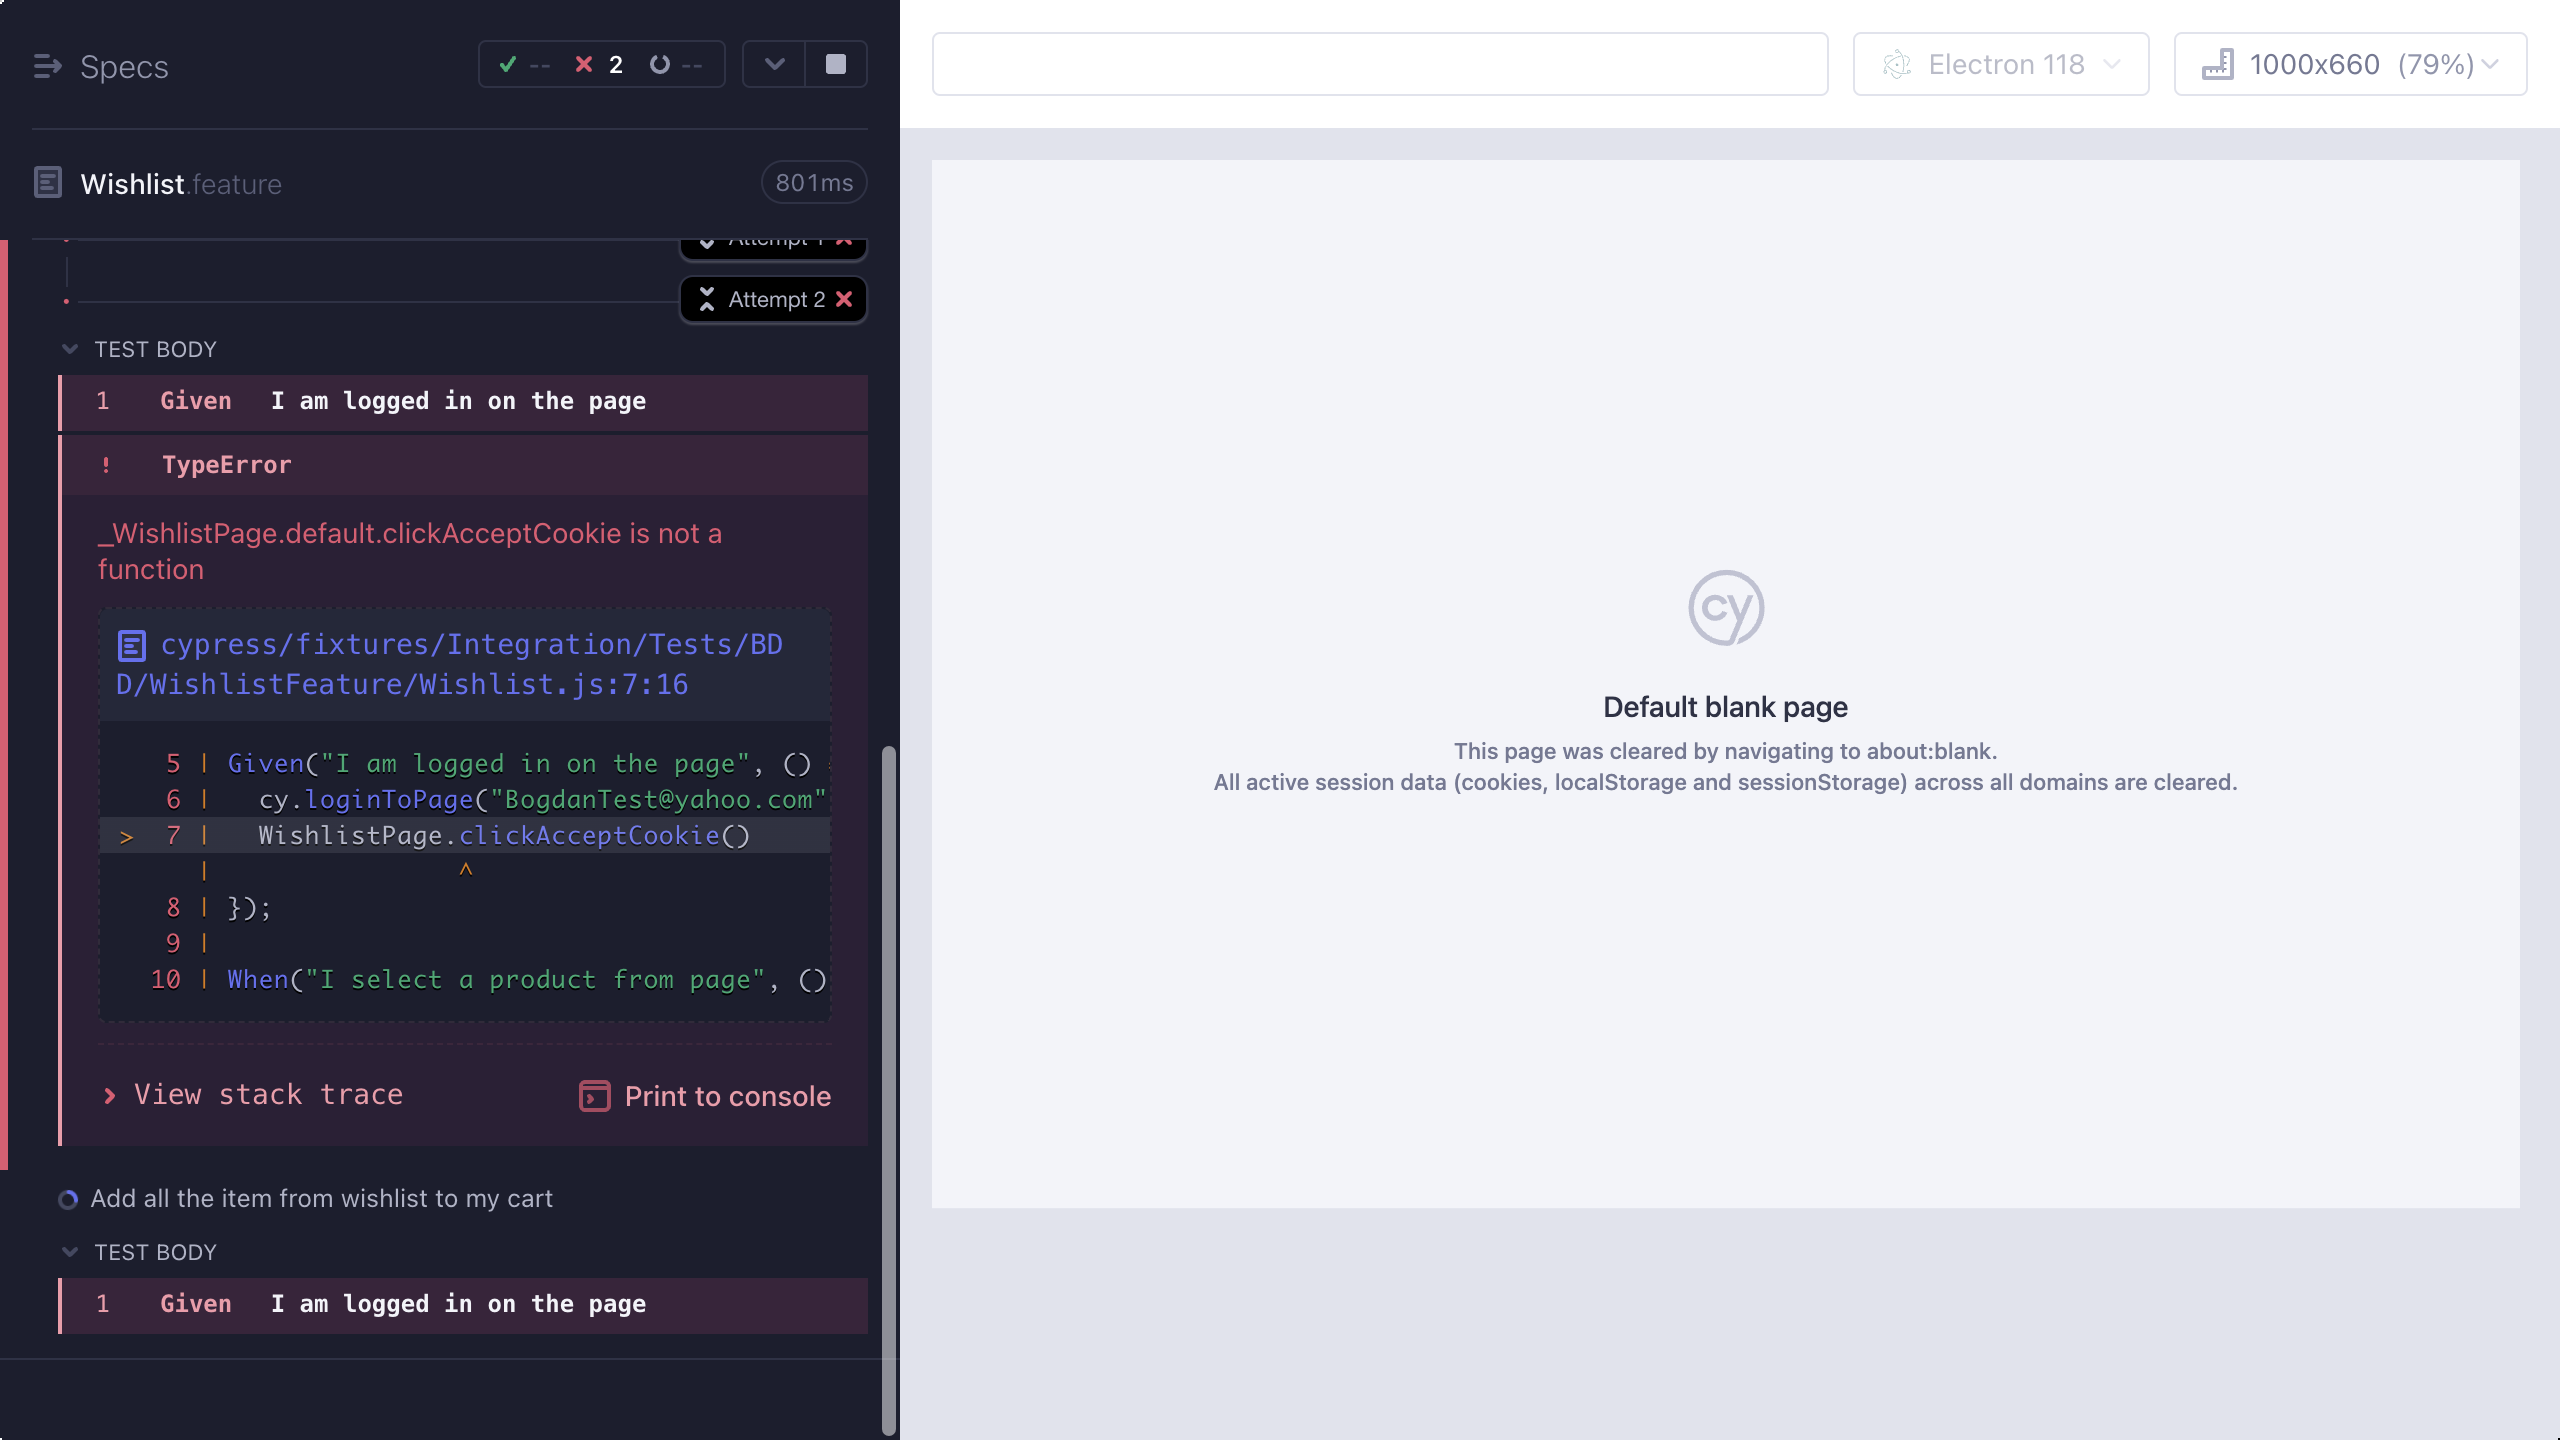 Specs
-- 2 --
Electron 118
1000x660 (79%)
Wishlist.feature
801ms
Attempt 1
Attempt 2
TEST BODY
1 Given I am logged in on the page
! TypeError
_WishlistPage.default.clickAcceptCookie is not a
function
cypress/fixtures/Integration/Tests/BD
D/WishlistFeature/Wishlist.js:7:16
5 | Given("I am logged in on the page", ()
6 | cy.loginToPage("BogdanTest@yahoo.com"
> 7 | WishlistPage.clickAcceptCookie()
| ^
8 | });
9 |
10 | When("I select a product from page", ()
View stack trace
Print to console
Add all the item from wishlist to my cart
TEST BODY
1 Given I am logged in on the page
cy
Default blank page
This page was cleared by navigating to about:blank.
All active session data (cookies, localStorage and sessionStorage) across all domains are cleared.